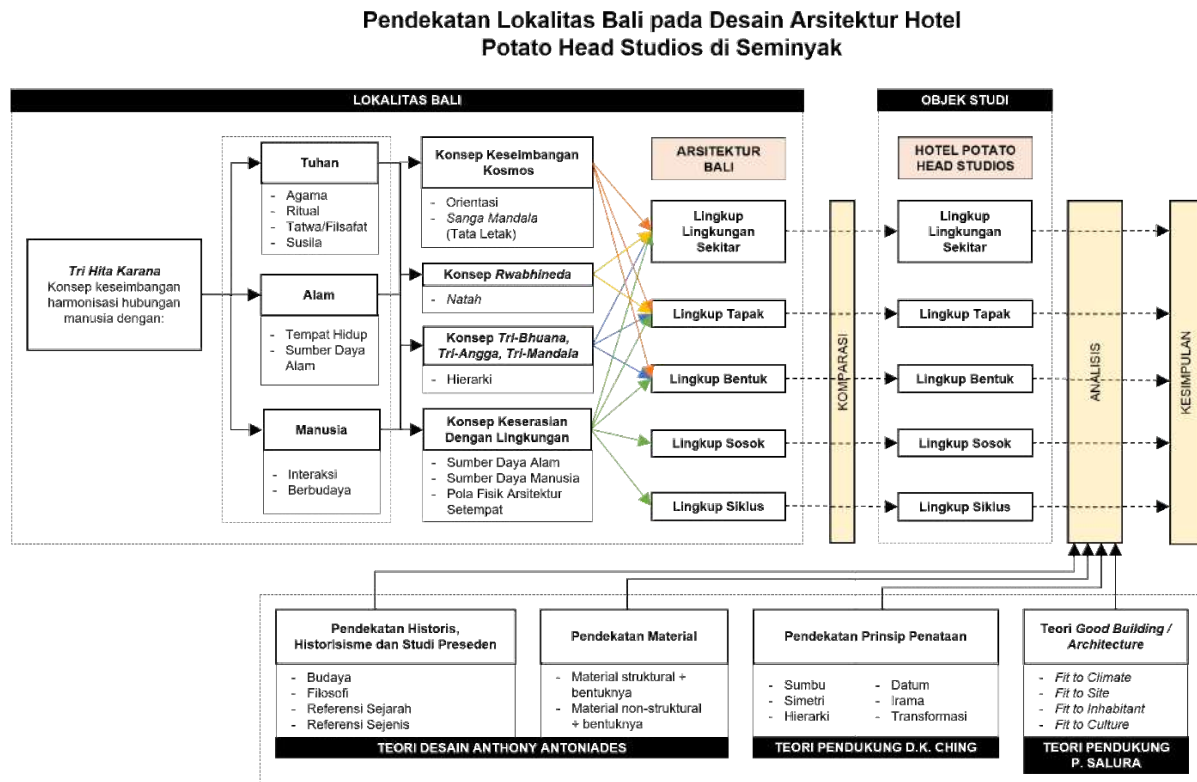 Pendekatan Lokalitas Bali pada Desain Arsitektur Hotel
Potato Head Studios di Seminyak
LOKALITAS BALI
OBJEK STUDI
Tri Hita Karana
Konsep keseimbangan
harmonisasi hubungan
manusia dengan:
Tuhan
- Agama
- Ritual
- Tatwa/Filsafat
- Susila
Alam
- Tempat Hidup
- Sumber Daya
Alam
Manusia
- Interaksi
- Berbudaya
Konsep Keseimbangan
Kosmos
- Orientasi
- Sanga Mandala
(Tata Letak)
Konsep Rwabhineda
- Natah
Konsep Tri-Bhuana,
Tri-Angga, Tri-Mandala
- Hierarki
Konsep Keserasian
Dengan Lingkungan
- Sumber Daya Alam
- Sumber Daya Manusia
- Pola Fisik Arsitektur
Setempat
ARSITEKTUR
BALI
Lingkup
Lingkungan
Sekitar
Lingkup Tapak
Lingkup Bentuk
Lingkup Sosok
Lingkup Siklus
KOMPARASI
HOTEL POTATO
HEAD STUDIOS
Lingkup
Lingkungan
Sekitar
Lingkup Tapak
Lingkup Bentuk
Lingkup Sosok
Lingkup Siklus
ANALISIS
KESIMPULAN
Pendekatan Historis,
Historisisme dan Studi Preseden
- Budaya
- Filosofi
- Referensi Sejarah
- Referensi Sejenis
Pendekatan Material
- Material struktural +
bentuknya
- Material non-struktural
+ bentuknya
TEORI DESAIN ANTHONY ANTONIADES
Pendekatan Prinsip Penataan
- Sumbu
- Simetri
- Hierarki
- Datum
- Irama
- Transformasi
TEORI PENDUKUNG D.K. CHING
Teori Good Building /
Architecture
- Fit to Climate
- Fit to Site
- Fit to Inhabitant
- Fit to Culture
TEORI PENDUKUNG
P. SALURA